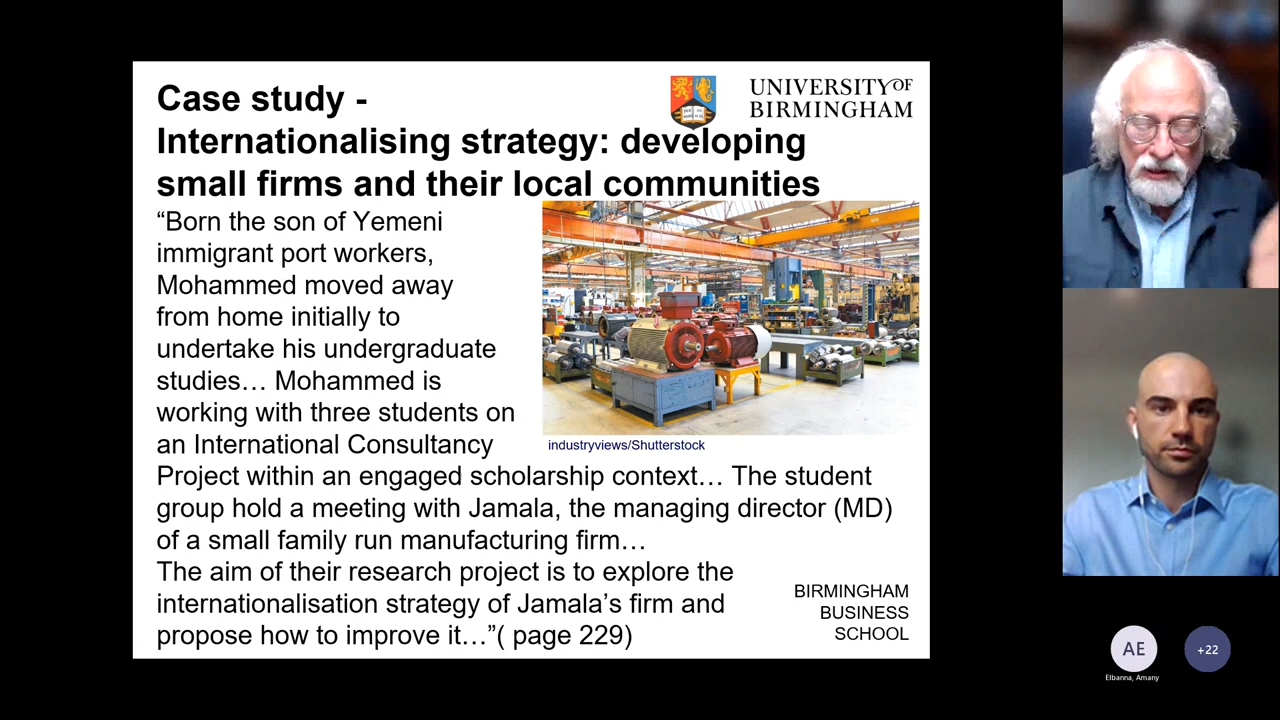 Case study -
Internationalising strategy: developing
small firms and their local communities
UNIVERSITY OF
BIRMINGHAM
“Born the son of Yemeni
immigrant port workers,
Mohammed moved away
from home initially to
undertake his undergraduate
studies… Mohammed is
working with three students on
an International Consultancy
industryviews/Shutterstock
Project within an engaged scholarship context… The student
group hold a meeting with Jamala, the managing director (MD)
of a small family run manufacturing firm…
The aim of their research project is to explore the
internationalisation strategy of Jamala’s firm and
propose how to improve it…”( page 229)
BIRMINGHAM
BUSINESS
SCHOOL
AE
Elbanna, Amany
+22